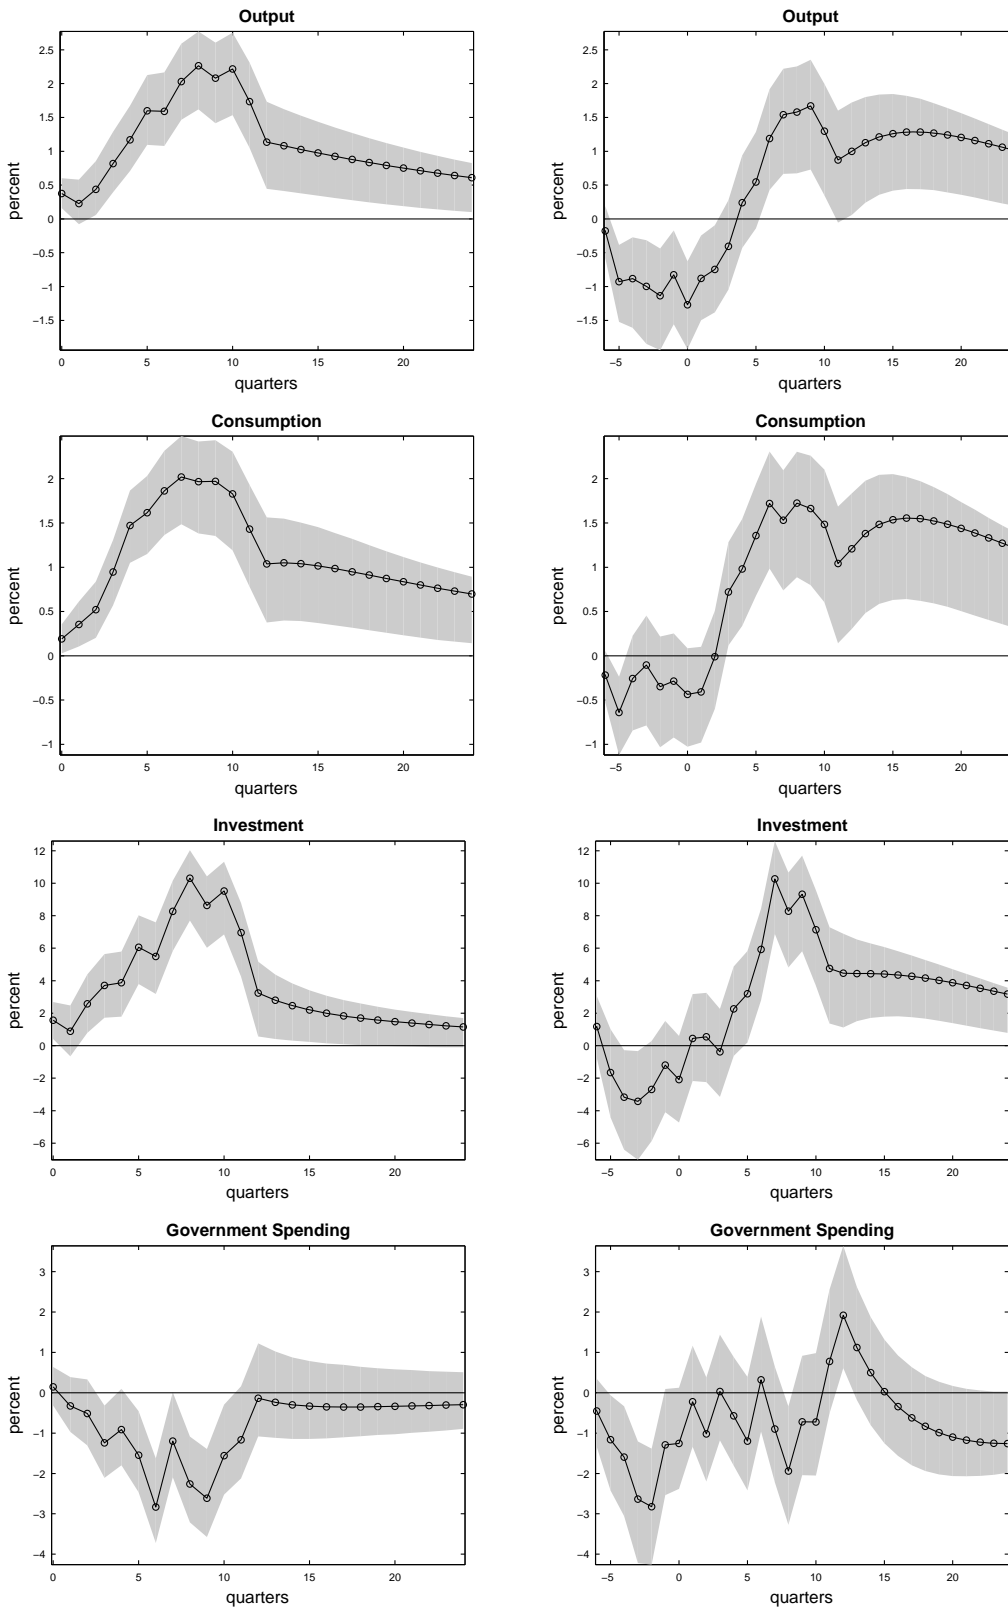 Output
Output
2.5
2
1.5
1
0.5
0
−0.5
−1
−1.5
percent
0 5 10 15 20
quarters
2.5
2
1.5
1
0.5
0
−0.5
−1
−1.5
percent
−5 0 5 10 15 20
quarters
Consumption
Consumption
2
1.5
1
0.5
0
−0.5
−1
percent
0 5 10 15 20
quarters
2
1.5
1
0.5
0
−0.5
−1
percent
−5 0 5 10 15 20
quarters
Investment
Investment
12
10
8
6
4
2
0
−2
−4
−6
percent
0 5 10 15 20
quarters
12
10
8
6
4
2
0
−2
−4
−6
percent
−5 0 5 10 15 20
quarters
Government Spending
Government Spending
3
2
1
0
−1
−2
−3
−4
percent
0 5 10 15 20
quarters
3
2
1
0
−1
−2
−3
−4
percent
−5 0 5 10 15 20
quarters